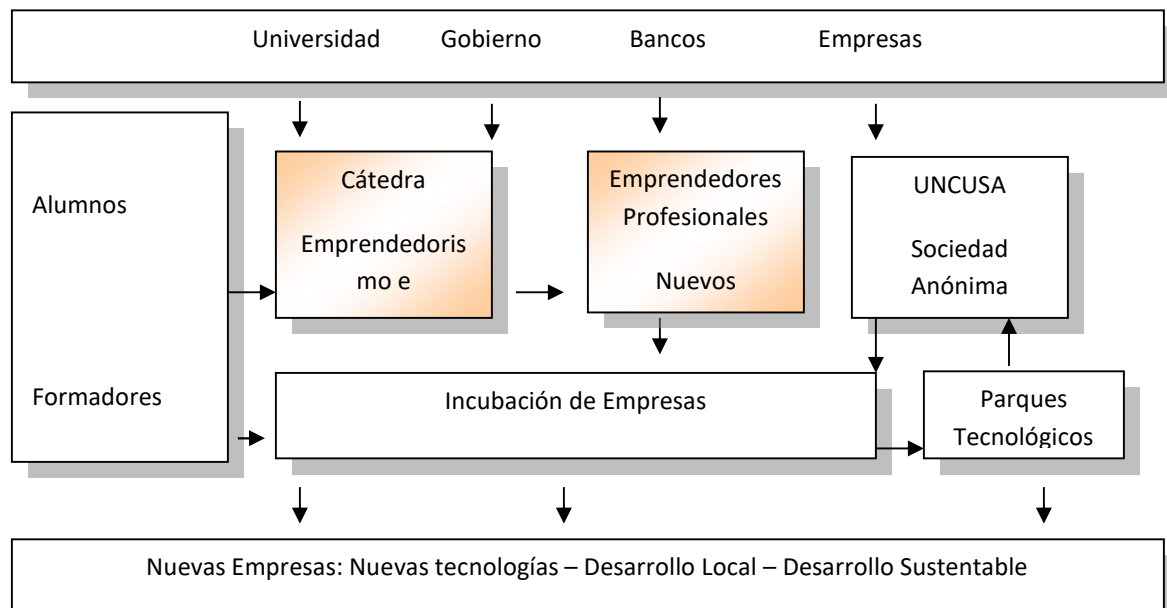 Universidad Gobierno Bancos Empresas
Alumnos
Formadores
Cátedra
Emprendedoris
mo e
Emprendedores
Profesionales
Nuevos
UNCUSA
Sociedad
Anónima
Incubación de Empresas
Parques
Tecnológicos
Nuevas Empresas: Nuevas tecnologías – Desarrollo Local – Desarrollo Sustentable